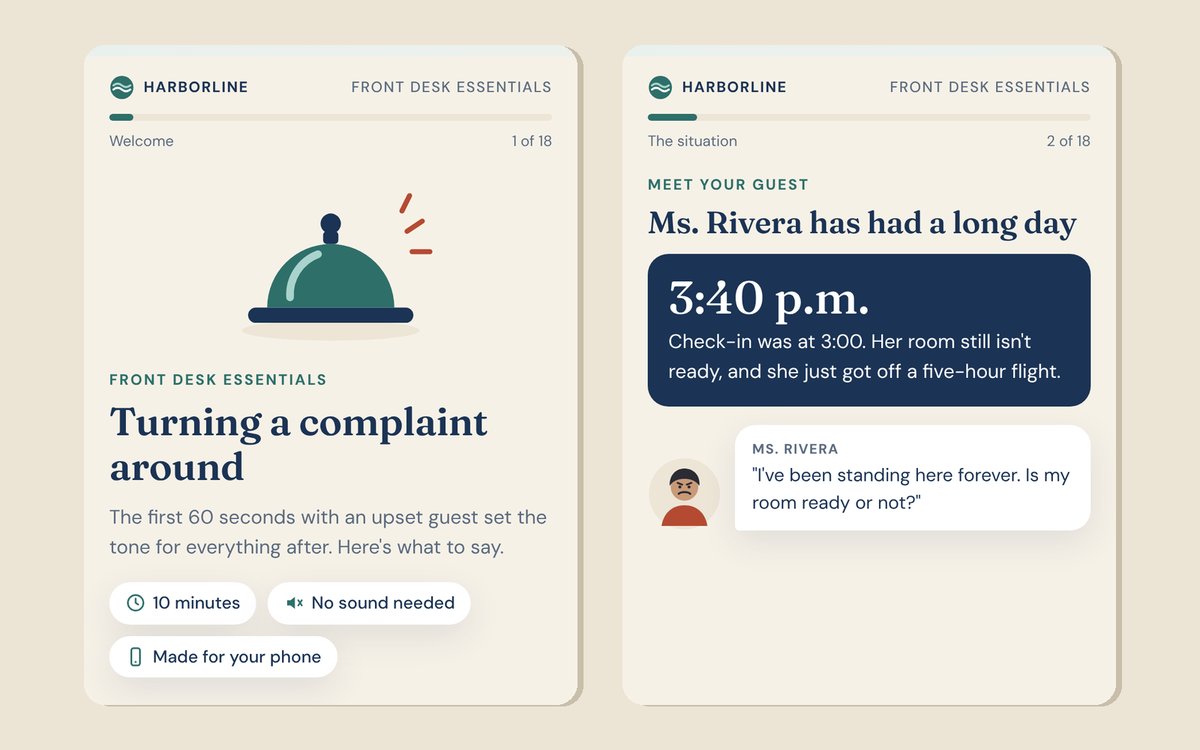 HARBORLINE
FRONT DESK ESSENTIALS
Welcome
1 of 18
FRONT DESK ESSENTIALS
Turning a complaint
around
The first 60 seconds with an upset guest set the
tone for everything after. Here's what to say.
10 minutes
No sound needed
Made for your phone
HARBORLINE
FRONT DESK ESSENTIALS
The situation
2 of 18
MEET YOUR GUEST
Ms. Rivera has had a long day
3:40 p.m.
Check-in was at 3:00. Her room still isn't
ready, and she just got off a five-hour flight.
MS. RIVERA
"I've been standing here forever. Is my
room ready or not?"